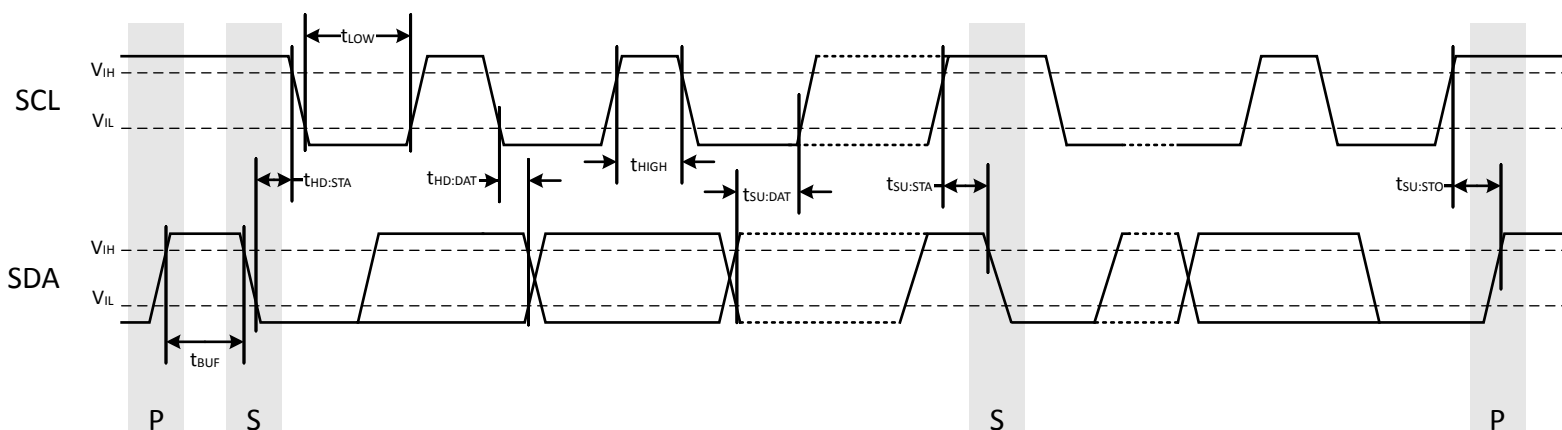 tLOW
VIH
SCL
VIL
tHD:STA
tHD:DAT
tHIGH
tSU:DAT
tSU:STA
tSU:STO
VIH
SDA
VIL
tBUF
P
S
S
P